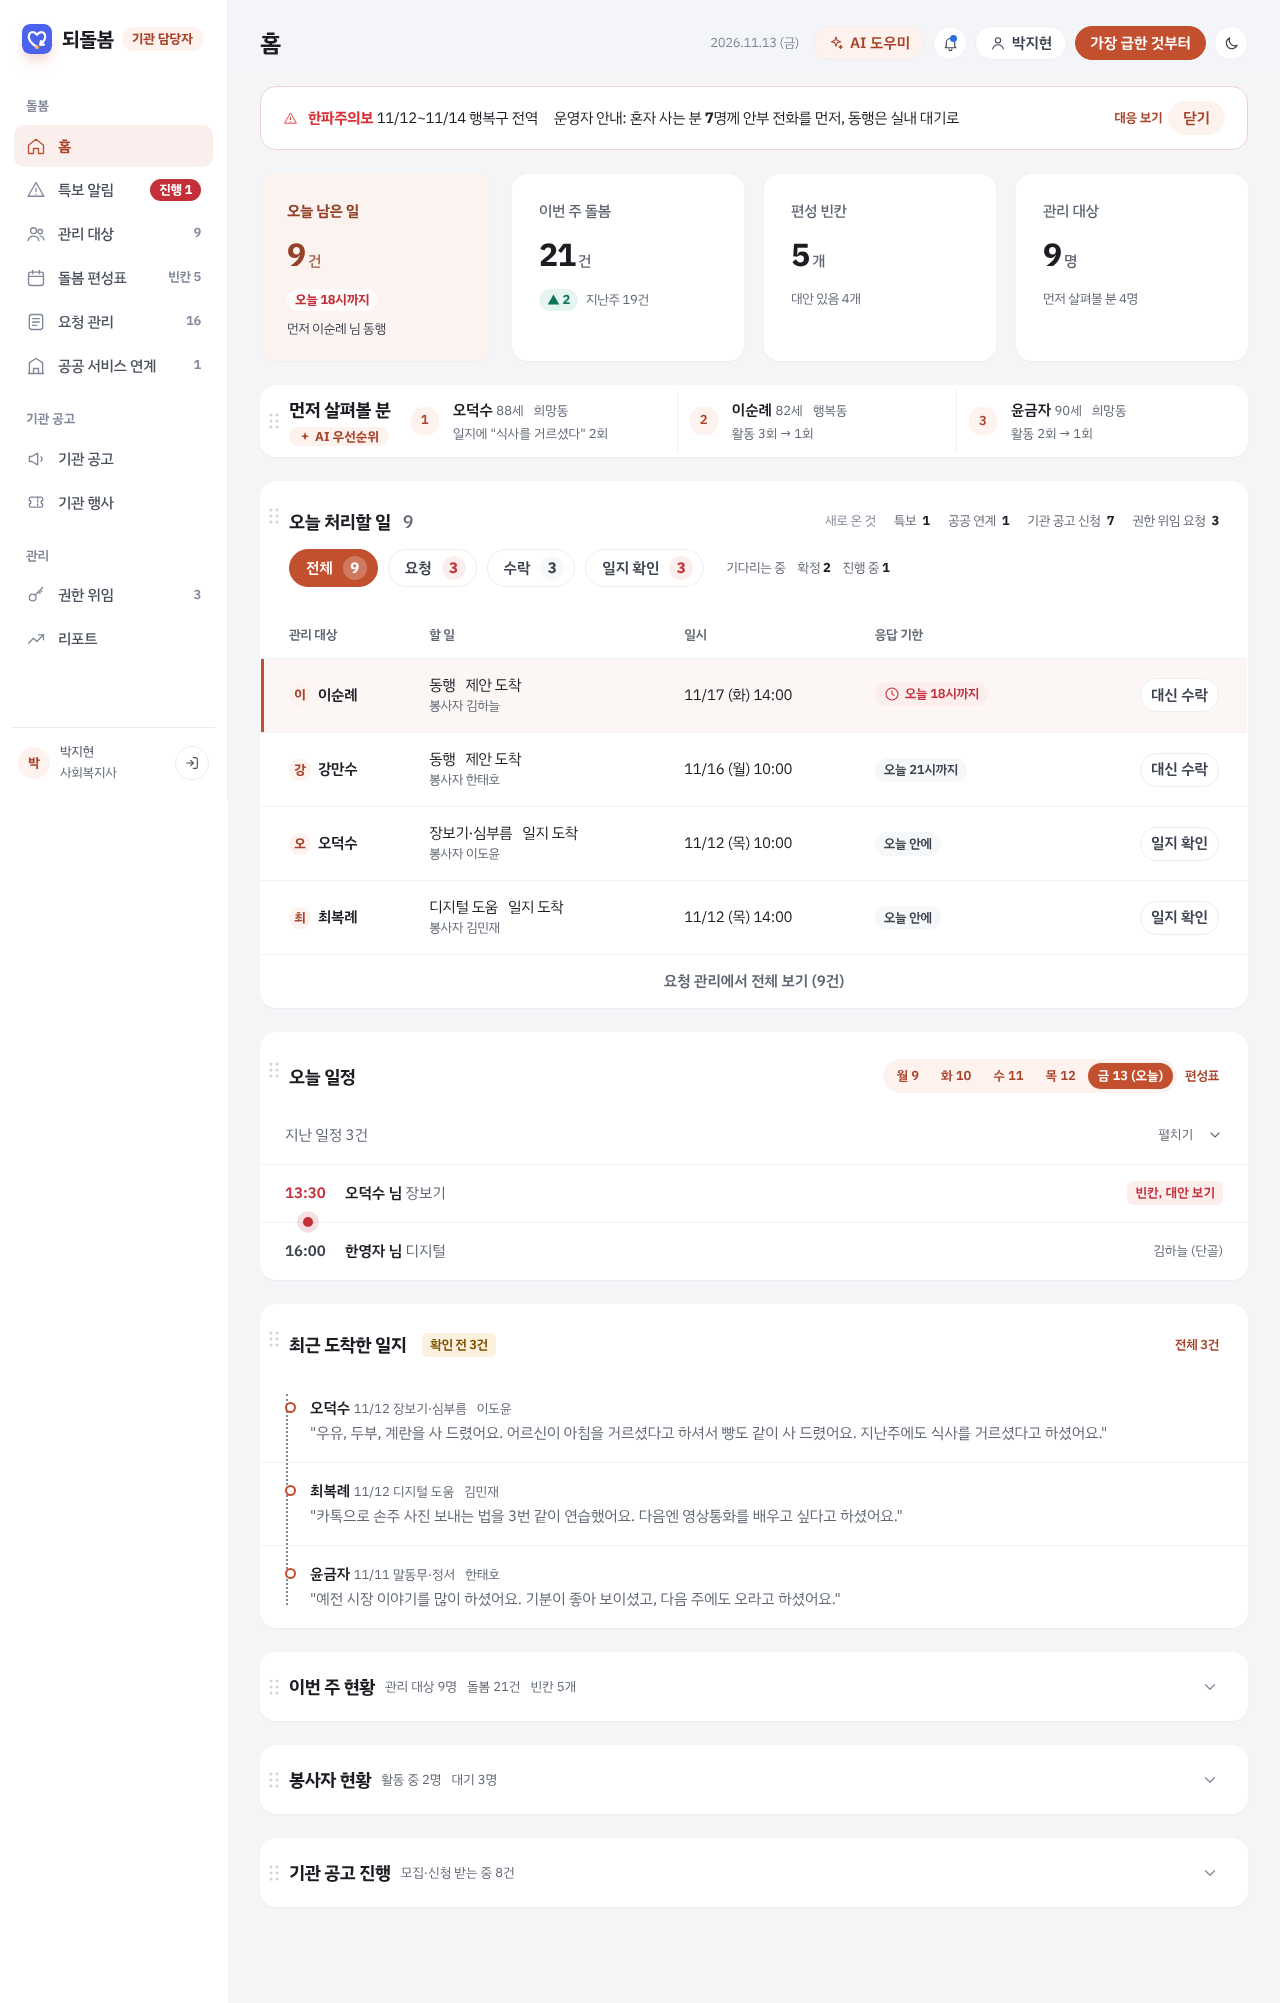 되돌봄 기관 담당자
돌봄
홈
특보 알림 진행 1
관리 대상 9
돌봄 편성표 빈칸 5
요청 관리 16
공공 서비스 연계 1
기관 공고
기관 공고
기관 행사
관리
권한 위임 3
리포트
박 박지현
사회복지사
홈 2026.11.13 (금) AI 도우미 박지현 가장 급한 것부터
한파주의보 11/12~11/14 행복구 전역 운영자 안내: 혼자 사는 분 7명께 안부 전화를 먼저, 동행은 실내 대기로 대응 보기 닫기
오늘 남은 일
9건
오늘 18시까지
먼저 이순례 님 동행
이번 주 돌봄
21건
▲ 2 지난주 19건
편성 빈칸
5개
대안 있음 4개
관리 대상
9명
먼저 살펴볼 분 4명
먼저 살펴볼 분
AI 우선순위
1 오덕수 88세 희망동
일지에 "식사를 거르셨다" 2회
2 이순례 82세 행복동
활동 3회 → 1회
3 윤금자 90세 희망동
활동 2회 → 1회
오늘 처리할 일 9 새로 온 것 특보 1 공공 연계 1 기관 공고 신청 7 권한 위임 요청 3
전체 9 요청 3 수락 3 일지 확인 3 기다리는 중 확정 2 진행 중 1
관리 대상 할 일 일시 응답 기한
이 이순례 동행 제안 도착 11/17 (화) 14:00 오늘 18시까지 대신 수락
봉사자 김하늘
강 강만수 동행 제안 도착 11/16 (월) 10:00 오늘 21시까지 대신 수락
봉사자 한태호
오 오덕수 장보기·심부름 일지 도착 11/12 (목) 10:00 오늘 안에 일지 확인
봉사자 이도윤
최 최복례 디지털 도움 일지 도착 11/12 (목) 14:00 오늘 안에 일지 확인
봉사자 김민재
요청 관리에서 전체 보기 (9건)
오늘 일정 월 9 화 10 수 11 목 12 금 13 (오늘) 편성표
지난 일정 3건 펼치기
13:30 오덕수 님 장보기 빈칸, 대안 보기
16:00 한영자 님 디지털 김하늘 (단골)
최근 도착한 일지 확인 전 3건 전체 3건
오덕수 11/12 장보기·심부름 이도윤
"우유, 두부, 계란을 사 드렸어요. 어르신이 아침을 거르셨다고 하셔서 빵도 같이 사 드렸어요. 지난주에도 식사를 거르셨다고 하셨어요."
최복례 11/12 디지털 도움 김민재
"카톡으로 손주 사진 보내는 법을 3번 같이 연습했어요. 다음엔 영상통화를 배우고 싶다고 하셨어요."
윤금자 11/11 말동무·정서 한태호
"예전 시장 이야기를 많이 하셨어요. 기분이 좋아 보이셨고, 다음 주에도 오라고 하셨어요."
이번 주 현황 관리 대상 9명 돌봄 21건 빈칸 5개
봉사자 현황 활동 중 2명 대기 3명
기관 공고 진행 모집·신청 받는 중 8건